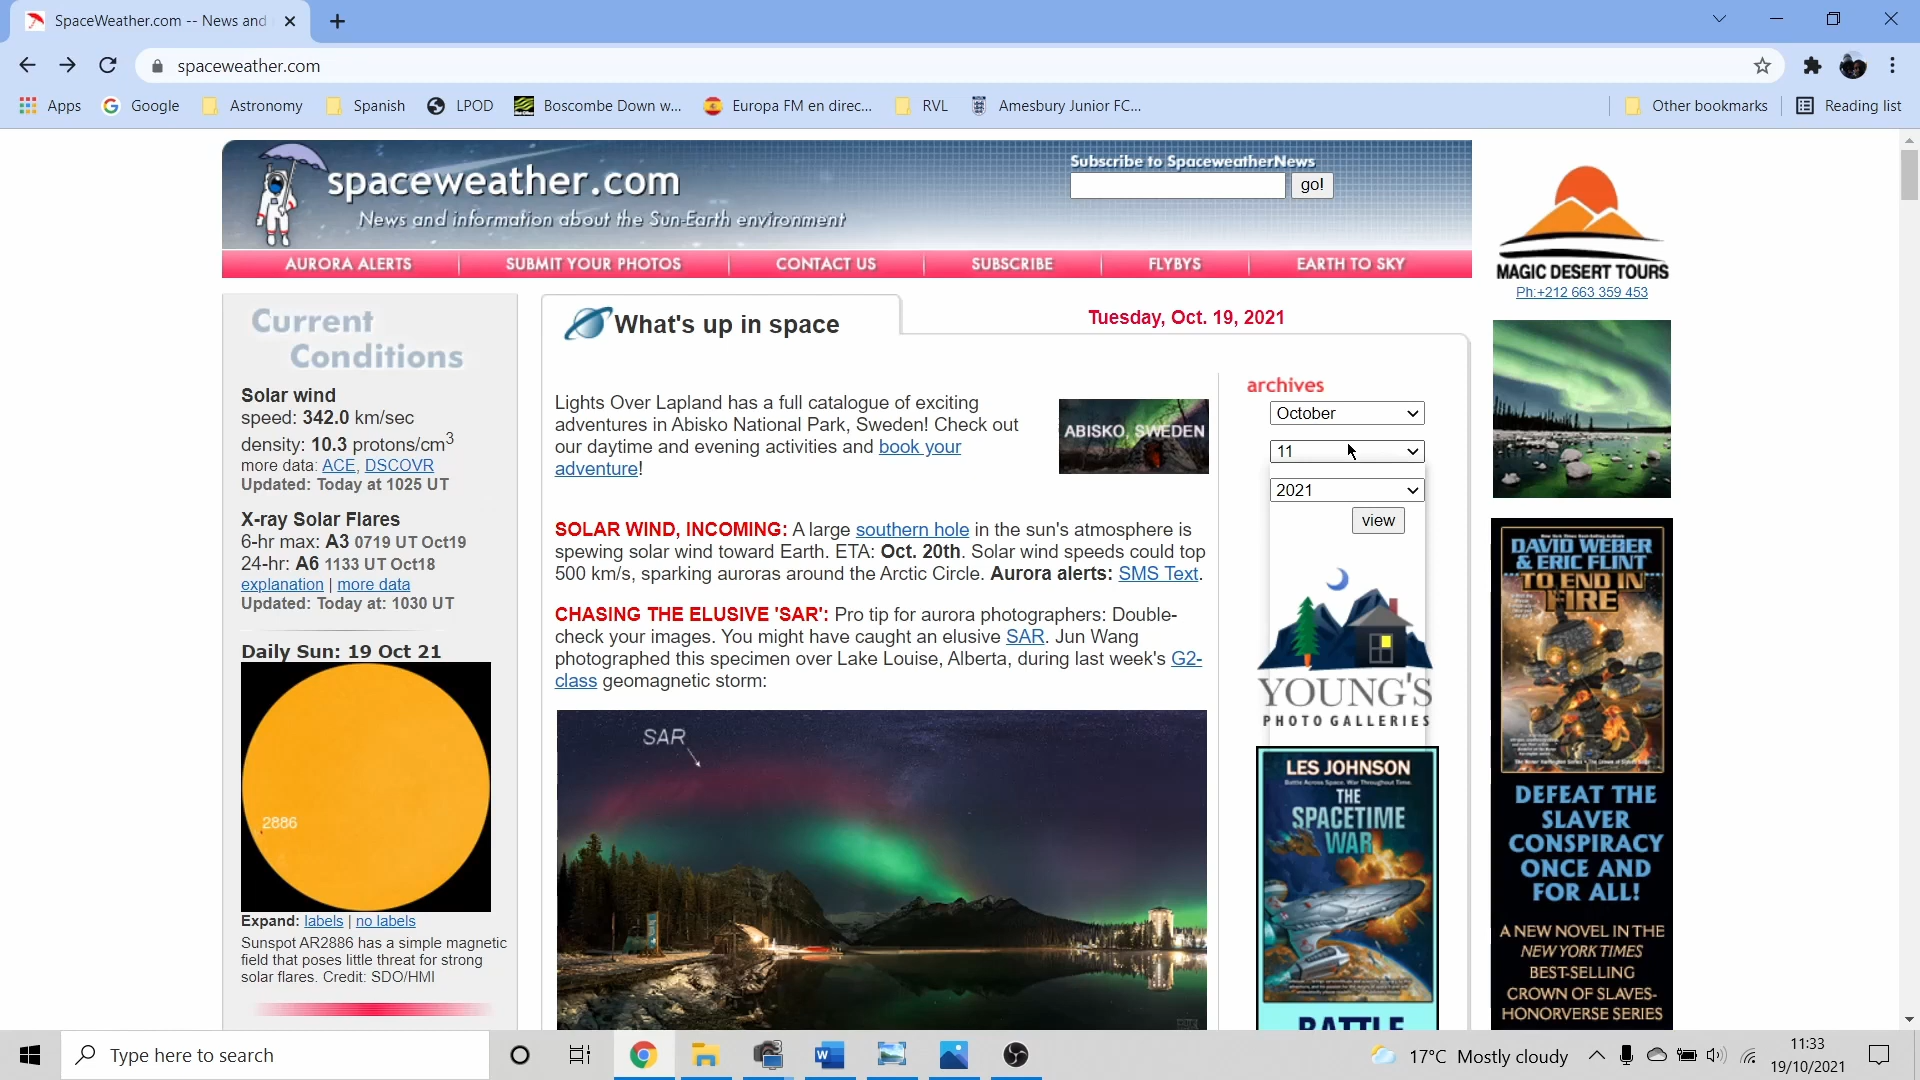 SpaceWeather.com -- News and
spaceweather.com
Apps
Google
Astronomy
Spanish
LPOD
Boscombe Down w...
Europa FM en direc...
RVL
Amesbury Junior FC...
Other bookmarks
Reading list
spaceweather.com
News and information about the Sun-Earth environment
Subscribe to SpaceweatherNews
go!
AURORA ALERTS
SUBMIT YOUR PHOTOS
CONTACT US
SUBSCRIBE
FLYBYS
EARTH TO SKY
Current
Conditions
Solar wind
speed: 342.0 km/sec
density: 10.3 protons/cm3
more data: ACE, DSCOVR
Updated: Today at 1025 UT
X-ray Solar Flares
6-hr max: A3 0719 UT Oct19
24-hr: A6 1133 UT Oct18
explanation | more data
Updated: Today at: 1030 UT
Daily Sun: 19 Oct 21
2886
Expand: labels | no labels
Sunspot AR2886 has a simple magnetic
field that poses little threat for strong
solar flares. Credit: SDO/HMI
What's up in space
Tuesday, Oct. 19, 2021
Lights Over Lapland has a full catalogue of exciting
adventures in Abisko National Park, Sweden! Check out
our daytime and evening activities and book your
adventure!
ABISKO, SWEDEN
SOLAR WIND, INCOMING: A large southern hole in the sun's atmosphere is
spewing solar wind toward Earth. ETA: Oct. 20th. Solar wind speeds could top
500 km/s, sparking auroras around the Arctic Circle. Aurora alerts: SMS Text.
CHASING THE ELUSIVE 'SAR': Pro tip for aurora photographers: Double-
check your images. You might have caught an elusive SAR. Jun Wang
photographed this specimen over Lake Louise, Alberta, during last week's G2-
class geomagnetic storm:
SAR
archives
October
11
2021
view
YOUNG'S
PHOTO GALLERIES
LES JOHNSON
Battle Across Space. War Throughout Time.
THE
SPACETIME
WAR
BATTLE
MAGIC DESERT TOURS
Ph:+212 663 359 453
DAVID WEBER
& ERIC FLINT
TO END IN
FIRE
DEFEAT THE
SLAVER
CONSPIRACY
ONCE AND
FOR ALL!
A NEW NOVEL IN THE
NEW YORK TIMES
BEST-SELLING
CROWN OF SLAVES-
HONORVERSE SERIES
Type here to search
17°C Mostly cloudy
11:33
19/10/2021